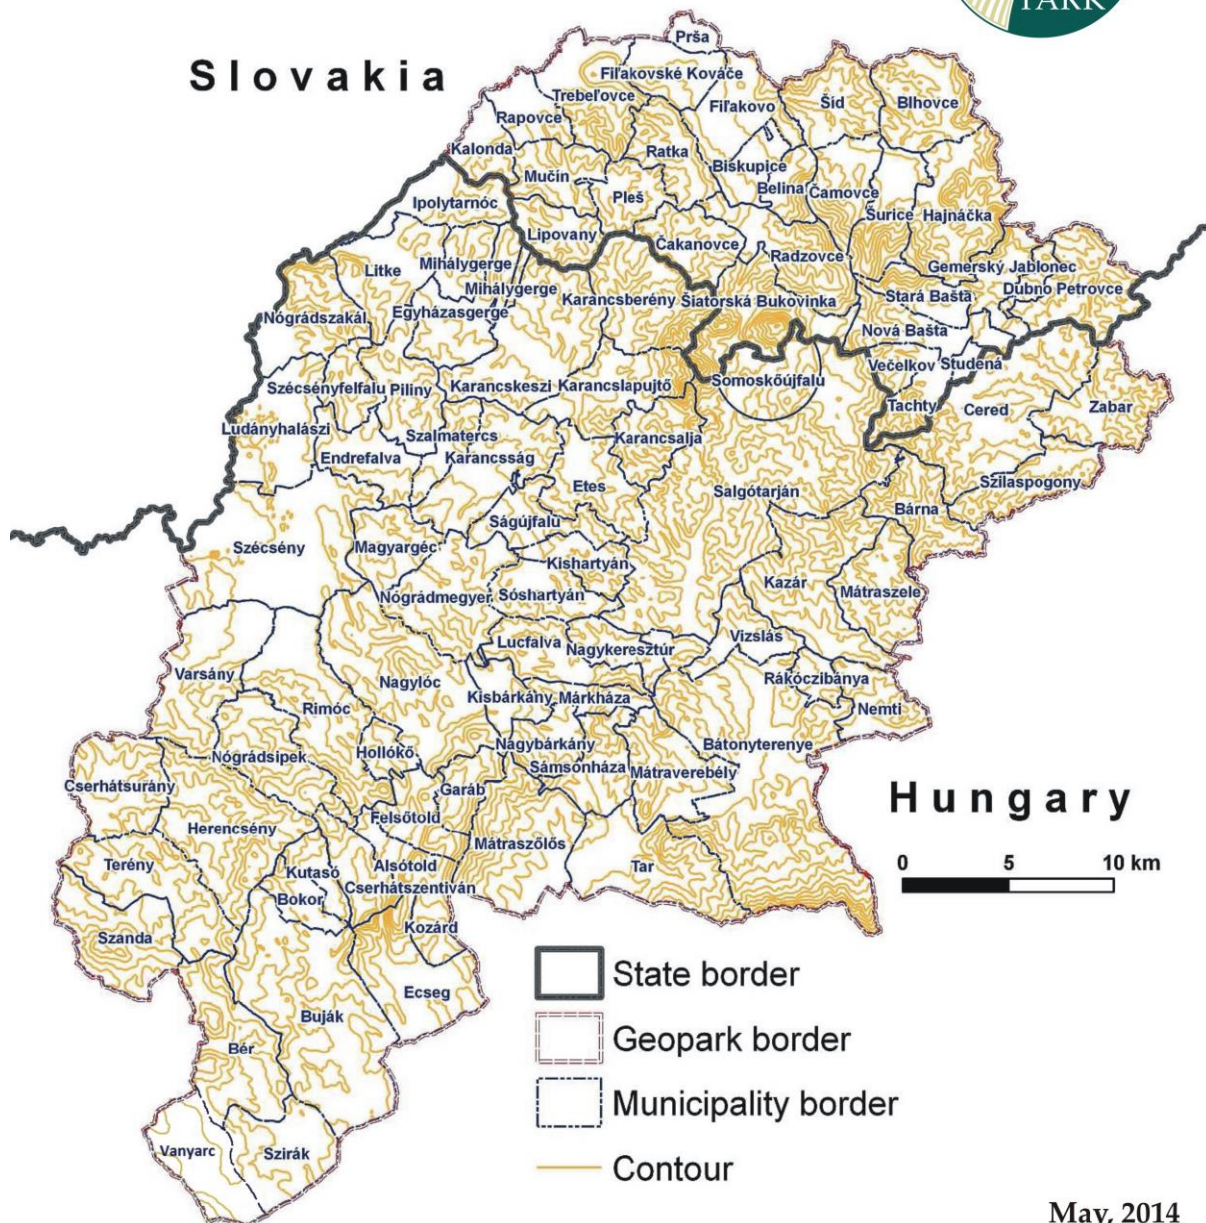 PARK
Slovakia
Prša
Fiľakovské Kováče
Trebeľovce
Fiľakovo
Šíd
Blhovce
Rapovce
Kalonda
Ratka
Biskupice
Mučín
Pleš
Belina
Čamovce
Ipolytarnóc
Šurice
Hajnáčka
Lipovany
Čakanovce
Radzovce
Mihálygerge
Litke
Gemerský Jablonec
Mihálygerge
Dubno
Petrovce
Karancsberény
Šiatorská Bukovinka
Stará Bašta
Nógrádszakál
Egyházasgerge
Nová Bašta
Večelkov
Studená
Szécsényfelfalu
Piliny
Karancskeszi
Karancslapujtő
Somoskőújfalu
Tachty
Cered
Zabar
Ludányhalászi
Szalmatercs
Karancsalja
Endrefalva
Karancsság
Etes
Salgótarján
Szilaspogony
Bárna
Ságújfalu
Szécsény
Magyargéc
Kishartyán
Kazár
Mátraszele
Nógrádmegyer
Sóshartyán
Lucfalva
Nagykeresztúr
Vizslás
Varsány
Nagylóc
Rákóczibánya
Kisbárkány
Márkháza
Rimóc
Nemti
Nógrádsipek
Hollókő
Nagybárkány
Bátonyterenye
Sámsonháza
Mátraverebély
Cserhátsurány
Garáb
Hungary
Felsőtold
Herencsény
Mátraszőlős
Terény
Kutasó
Alsótold
Tar
0 5 10 km
Cserhátszentiván
Bokor
Kozárd
Szanda
State border
Ecseg
Buják
Geopark border
Bér
Municipality border
Vanyarc
Szirák
Contour
May, 2014